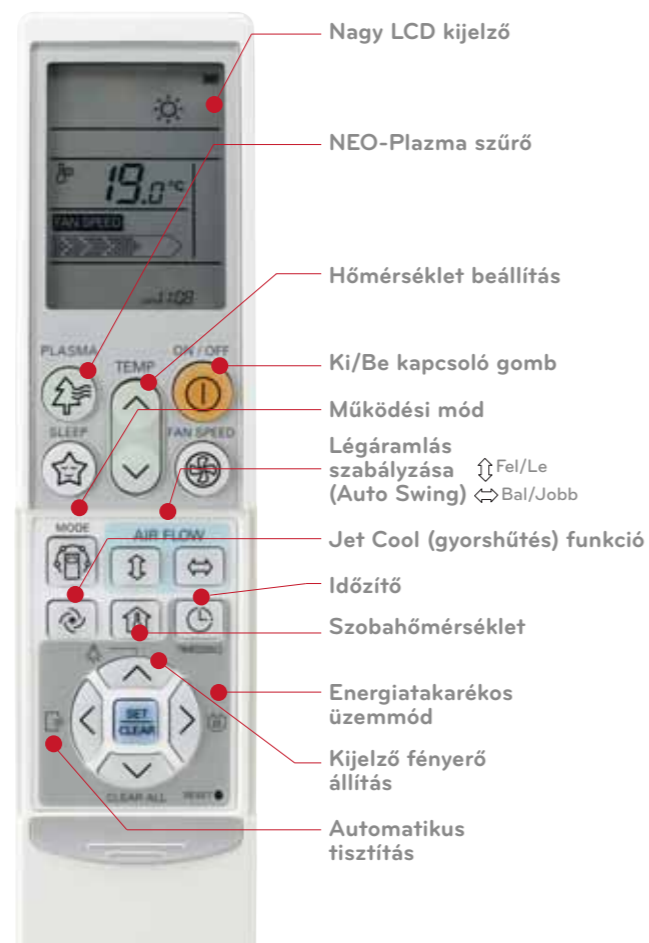 Nagy LCD kijelző
NEO-Plazma szűrő
19.0°C
FAN SPEED
Hőmérséklet beállítás
11:08
PLASMA
TEMP
ON / OFF
Ki/Be kapcsoló gomb
Működési mód
SLEEP
FAN SPEED
Légáramlás
szabályzása Fel/Le
(Auto Swing) Bal/Jobb
MODE
AIR FLOW
Jet Cool (gyorshűtés) funkció
Időzítő
Szobahőmérséklet
Energiatakarékos
üzemmód
SET
CLEAR
Kijelző fényerő
állítás
CLEAR ALL
RESET
Automatikus
tisztítás